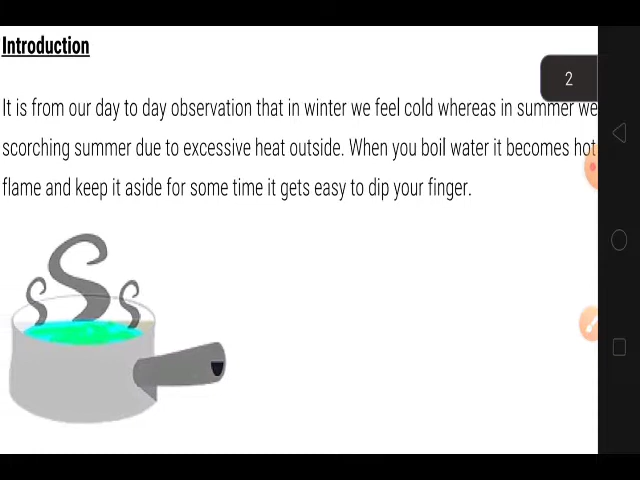 Introduction
2
It is from our day to day observation that in winter we feel cold whereas in summer we
scorching summer due to excessive heat outside. When you boil water it becomes hot
flame and keep it aside for some time it gets easy to dip your finger.